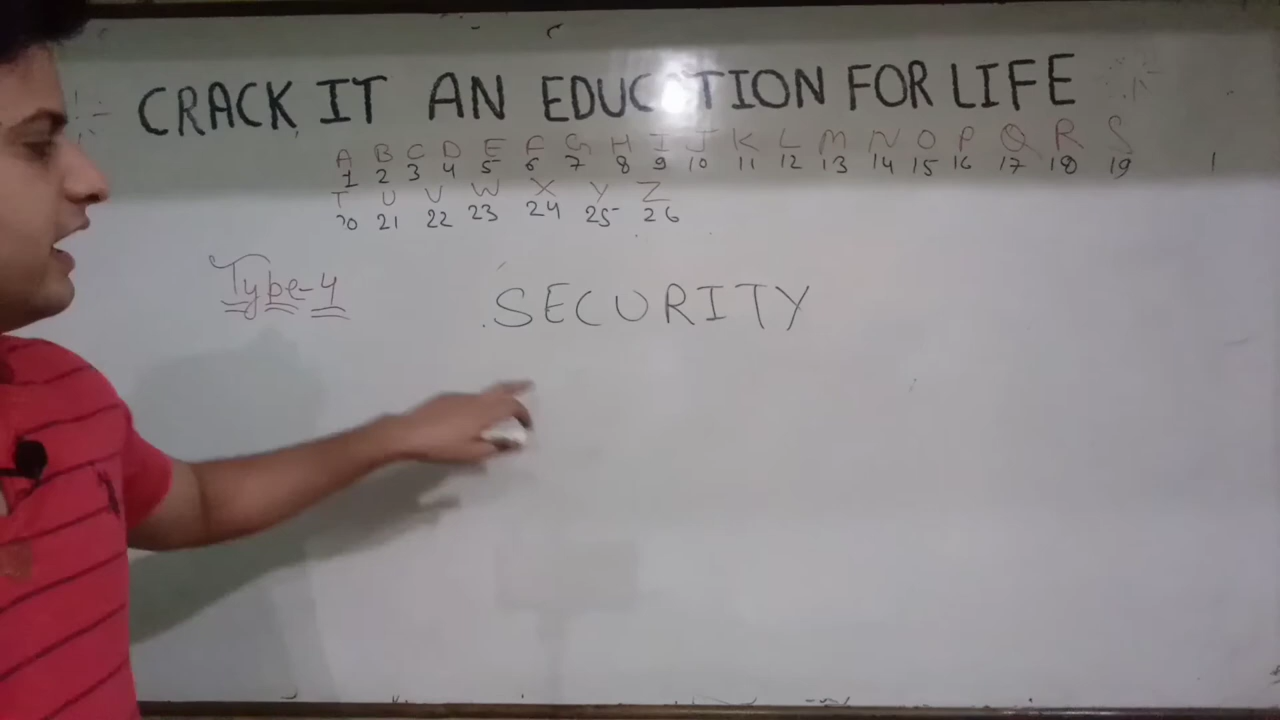 CRACK IT AN EDUCATION FOR LIFE
A B C D E F G H I J K L M N O P Q R S
1 2 3 4 5 6 7 8 9 10 11 12 13 14 15 16 17 18 19
T U V W X Y Z
20 21 22 23 24 25 26
Type-4
SECURITY